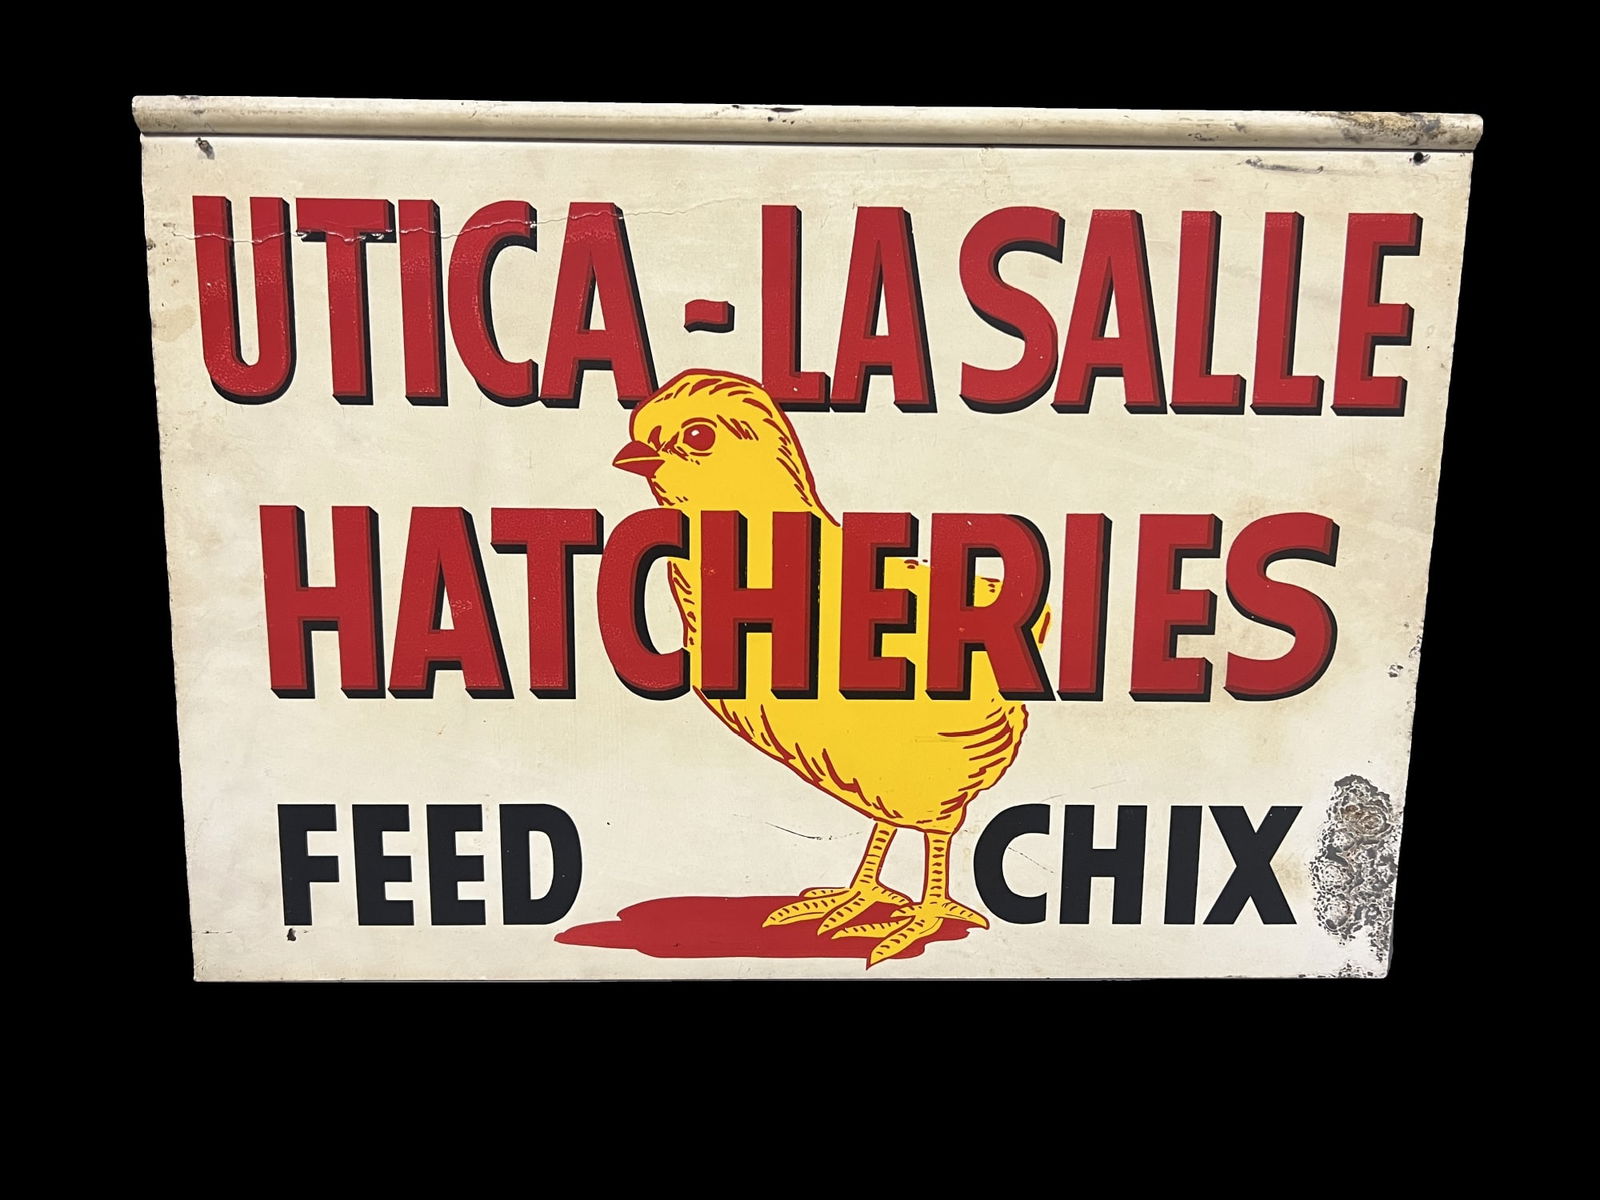 UTICA - LA SALLE
HATCHERIES
FEED CHIX